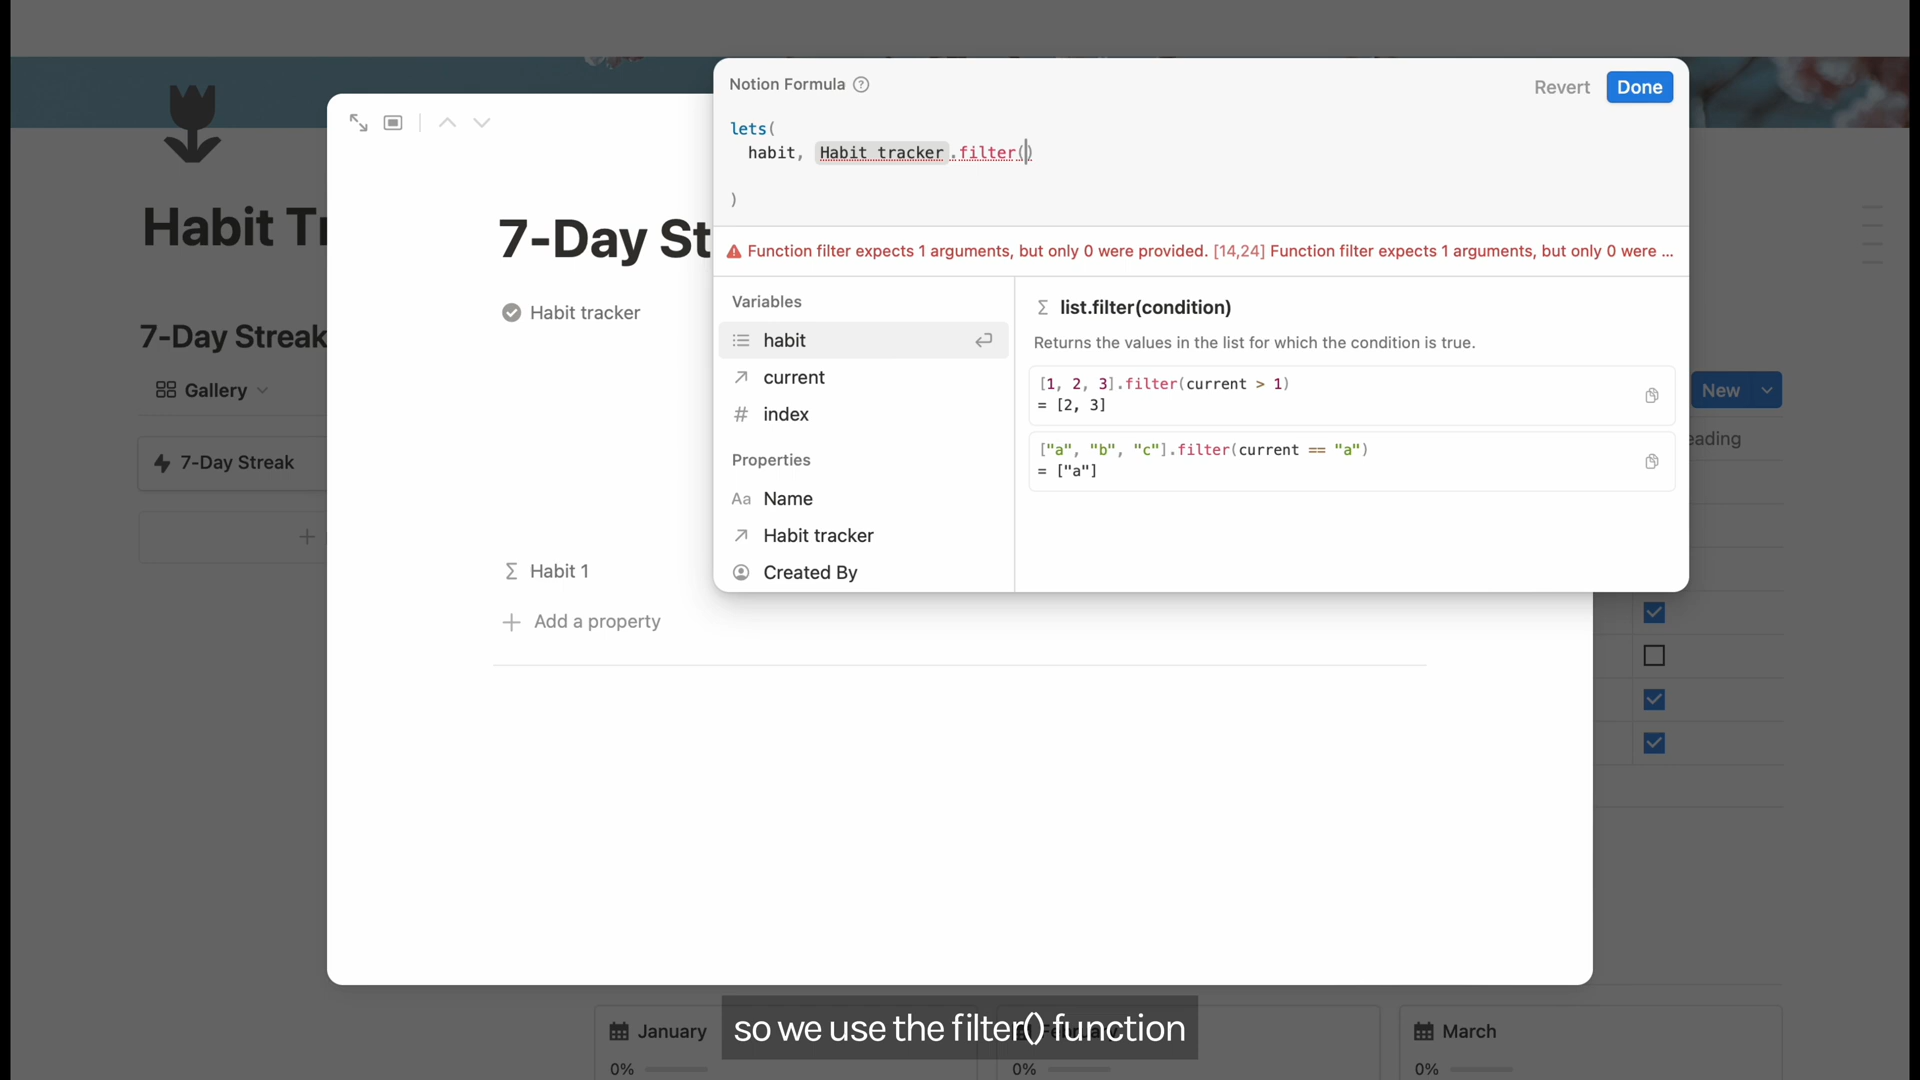 Notion Formula
Revert
Done
lets(
habit, Habit tracker.filter()
)
Function filter expects 1 arguments, but only 0 were provided. [14,24] Function filter expects 1 arguments, but only 0 were ...
Variables
habit
current
index
Properties
Name
Habit tracker
Created By
list.filter(condition)
Returns the values in the list for which the condition is true.
[1, 2, 3].filter(current > 1)
= [2, 3]
["a", "b", "c"].filter(current == "a")
= ["a"]
7-Day St
Habit tracker
Habit 1
Add a property
Habit Tr
7-Day Streak
Gallery
7-Day Streak
New
eading
January
0%
0%
March
0%
so we use the filter() function